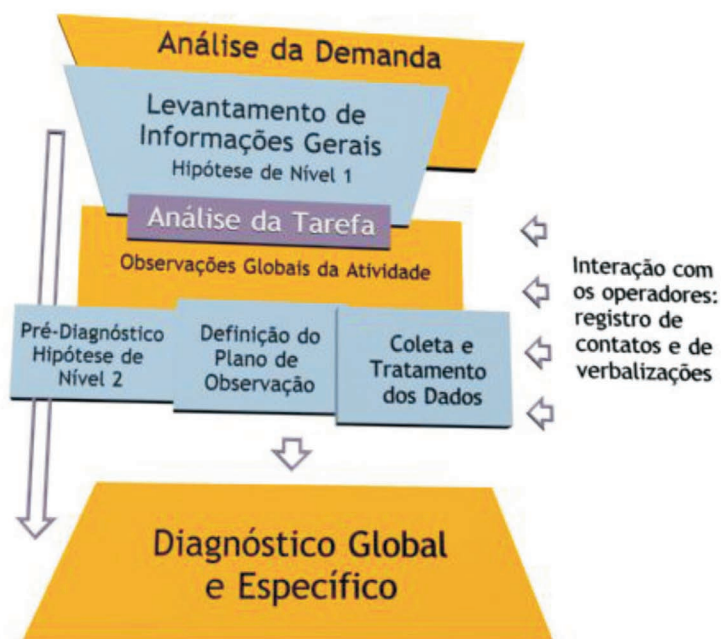 Análise da Demanda
Levantamento de
Informações Gerais
Hipótese de Nível 1
Análise da Tarefa
Observações Globais da Atividade
Pré-Diagnóstico
Hipótese de
Nível 2
Definição do
Plano de
Observação
Coleta e
Tratamento
dos Dados
Interação com
os operadores:
registro de
contatos e de
verbalizações
Diagnóstico Global
e Específico